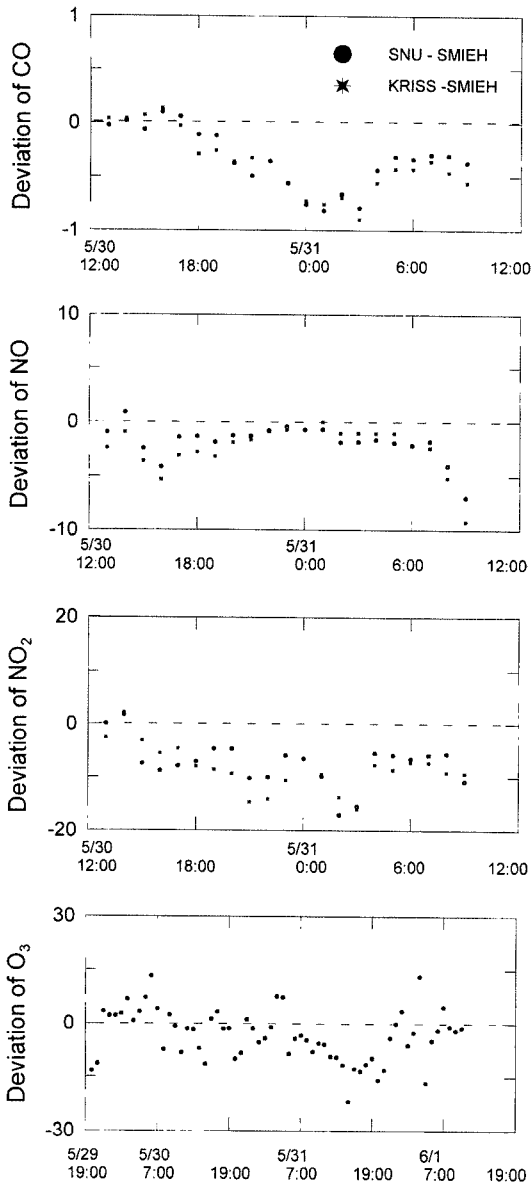 Deviation of CO
1
0
-1
SNU - SMIEH
KRISS -SMIEH
5/30 5/31
12:00 18:00 0:00 6:00 12:00
Deviation of NO
10
0
-10
5/30 5/31
12:00 18:00 0:00 6:00 12:00
Deviation of NO2
20
0
-20
5/30 5/31
12:00 18:00 0:00 6:00 12:00
Deviation of O3
30
0
-30
5/29 5/30 5/31 6/1
19:00 7:00 19:00 7:00 19:00 7:00 19:00